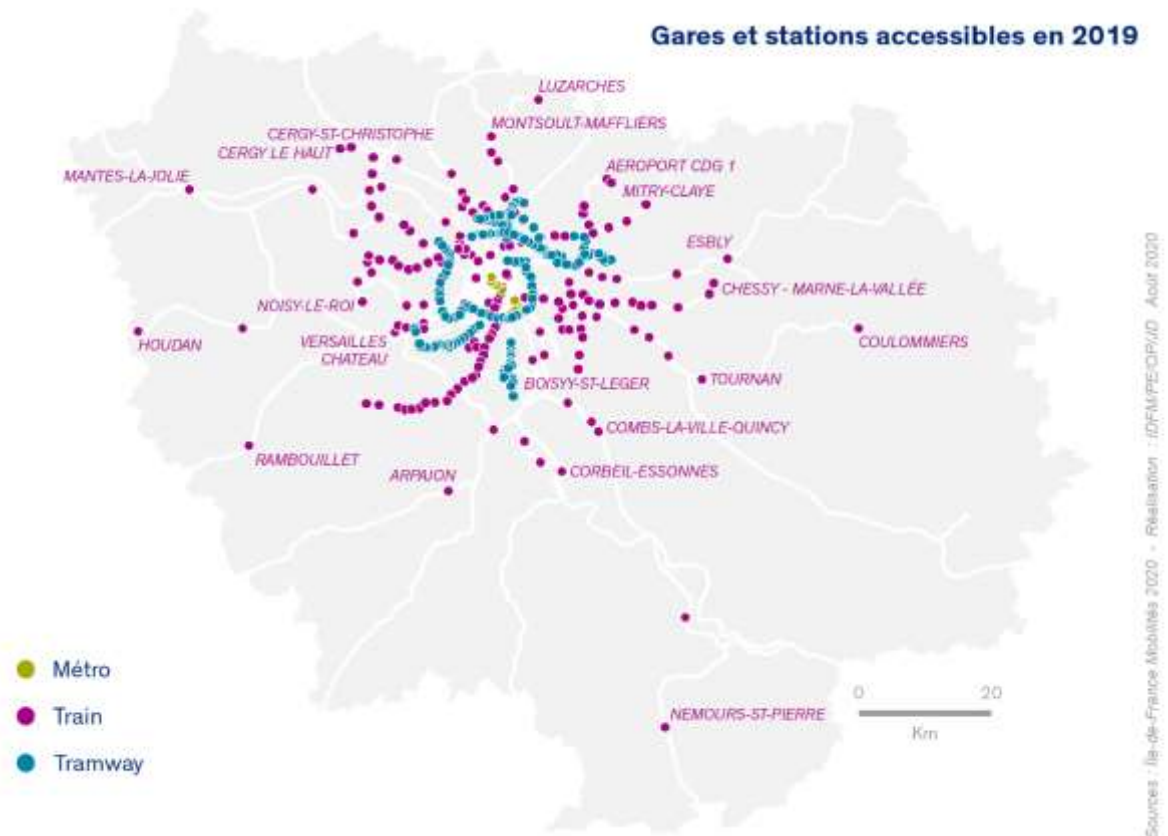 Gares et stations accessibles en 2019
LUZARCHES
MONTSOULT-MAFFLIERS
CERGY-ST-CHRISTOPHE
CERGY LE HAUT
AEROPORT CDG 1
MANTES-LA-JOLIE
MITRY-CLAYE
ESBLY
CHESSY - MARNE-LA-VALLÉE
NOISY-LE-ROI
HOUDAN
VERSAILLES
CHATEAU
COULOMMIERS
BOISYY-ST-LEGER
TOURNAN
COMBS-LA-VILLE-QUINCY
RAMBOUILLET
ARPAJON
CORBEIL-ESSONNES
Métro
Train
Tramway
NEMOURS-ST-PIERRE
0 20
Km
Sources : Île-de-France Mobilités 2020 - Réalisation : IDFM/PE/OP/JD Août 2020